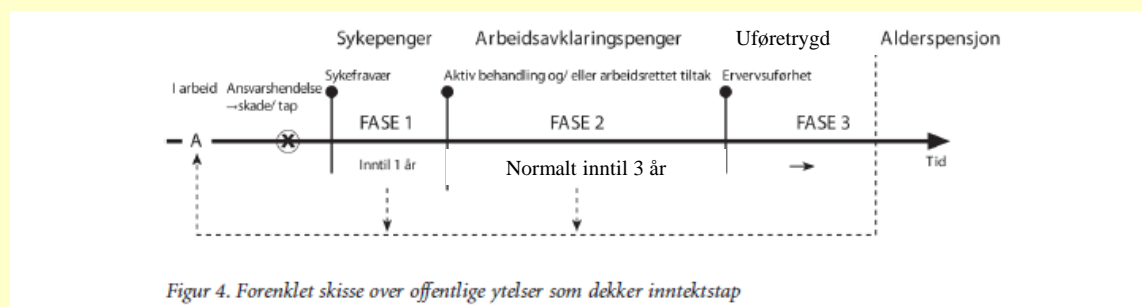 Sykepenger Arbeidsavklaringspenger Uføretrygd Alderspensjon
Sykefravær Aktiv behandling og/ eller arbeidsrettet tiltak Ervervsuførhet
I arbeid Ansvarshendelse
→skade/ tap
FASE 1 FASE 2 FASE 3
A X
Inntil 1 år Normalt inntil 3 år → Tid
Figur 4. Forenklet skisse over offentlige ytelser som dekker inntektstap